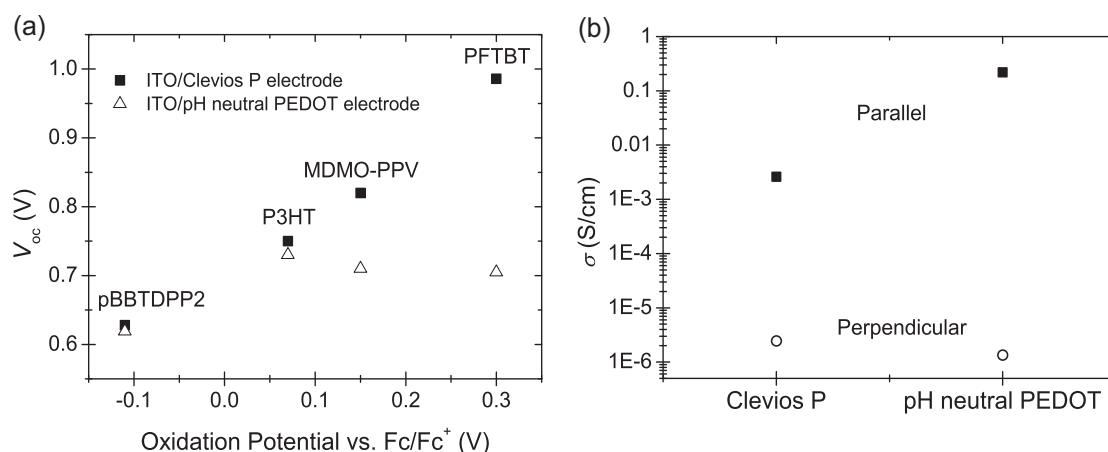 (a)
PFTBT
1.0
ITO/Clevios P electrode
ITO/pH neutral PEDOT electrode
0.9
MDMO-PPV
0.8
P3HT
0.7
pBBTDPP2
0.6
Voc (V)
-0.1 0.0 0.1 0.2 0.3
Oxidation Potential vs. Fc/Fc⁺ (V)
(b)
1
0.1
Parallel
0.01
1E-3
1E-4
1E-5
Perpendicular
1E-6
σ (S/cm)
Clevios P pH neutral PEDOT